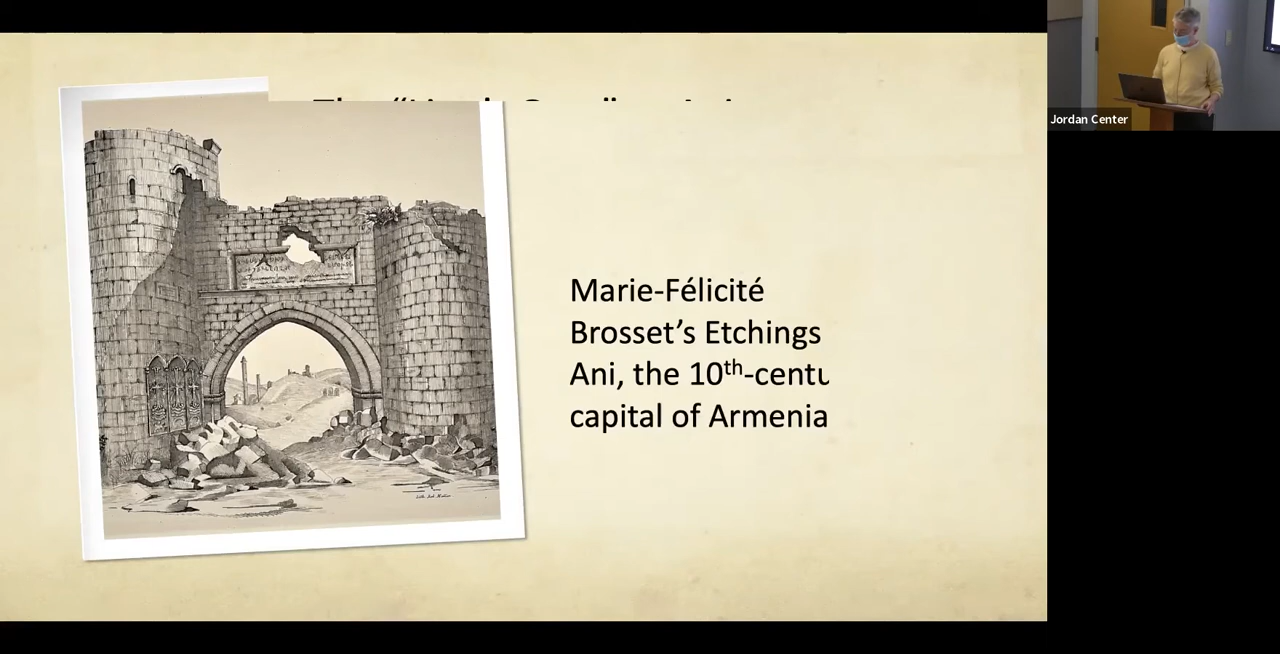 Marie-Félicité
Brosset’s Etchings
Ani, the 10th-centu
capital of Armenia
Jordan Center